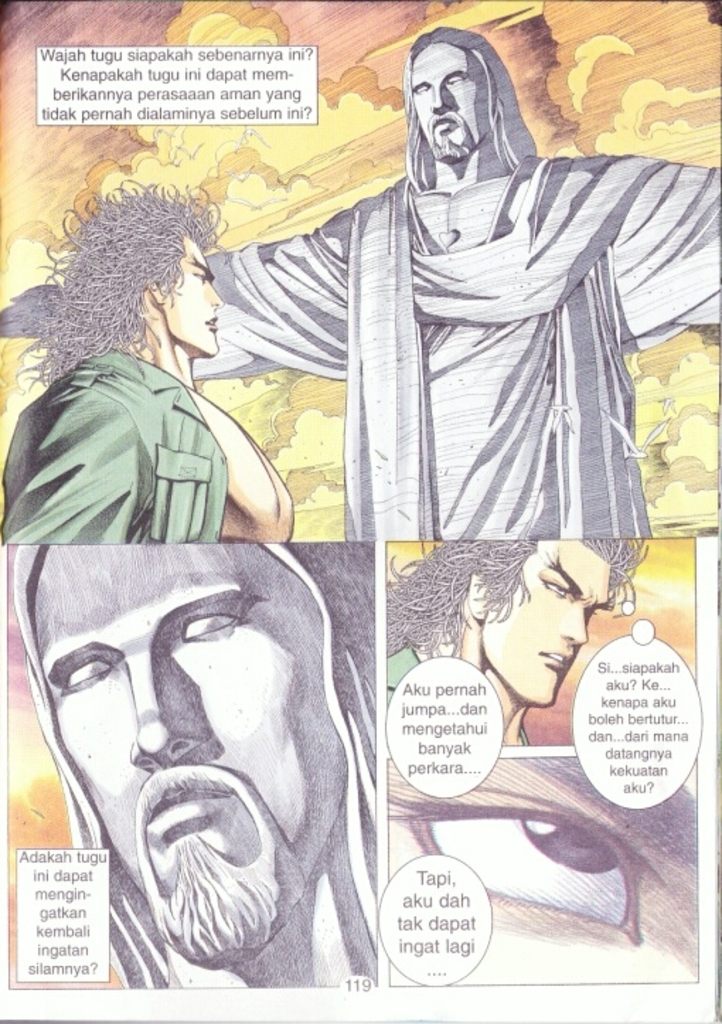 Wajah tugu siapakah sebenarnya ini?
Kenapakah tugu ini dapat mem-
berikannya perasaaan aman yang
tidak pernah dialaminya sebelum ini?
Adakah tugu
ini dapat
mengin-
gatkan
kembali
ingatan
silamnya?
Si...siapakah
aku? Ke...
kenapa aku
boleh bertutur...
dan...dari mana
datangnya
kekuatan
aku?
Aku pernah
jumpa...dan
mengetahui
banyak
perkara....
Tapi,
aku dah
tak dapat
ingat lagi
....
119